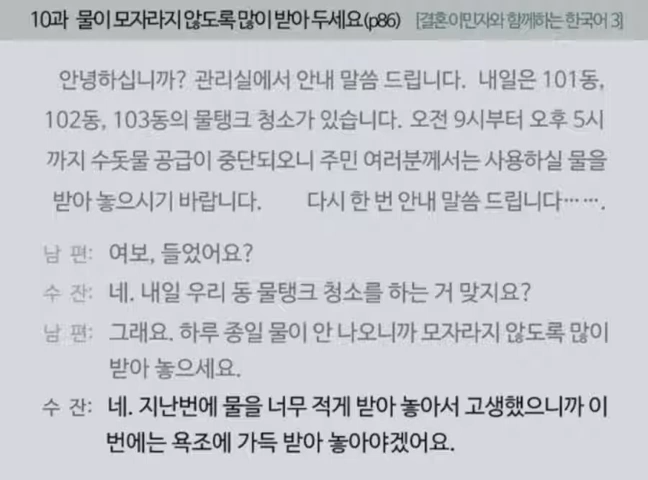 10과 물이 모자라지 않도록 많이 받아 두세요(p86) [결혼이민자와 함께하는 한국어 3]
안녕하십니까? 관리실에서 안내 말씀 드립니다. 내일은 101동,
102동, 103동의 물탱크 청소가 있습니다. 오전 9시부터 오후 5시
까지 수돗물 공급이 중단되오니 주민 여러분께서는 사용하실 물을
받아 놓으시기 바랍니다. 다시 한 번 안내 말씀 드립니다⋯⋯.
남 편: 여보, 들었어요?
수 잔: 네. 내일 우리 동 물탱크 청소를 하는 거 맞지요?
남 편: 그래요. 하루 종일 물이 안 나오니까 모자라지 않도록 많이
받아 놓으세요.
수 잔: 네. 지난번에 물을 너무 적게 받아 놓아서 고생했으니까 이
번에는 욕조에 가득 받아 놓아야겠어요.